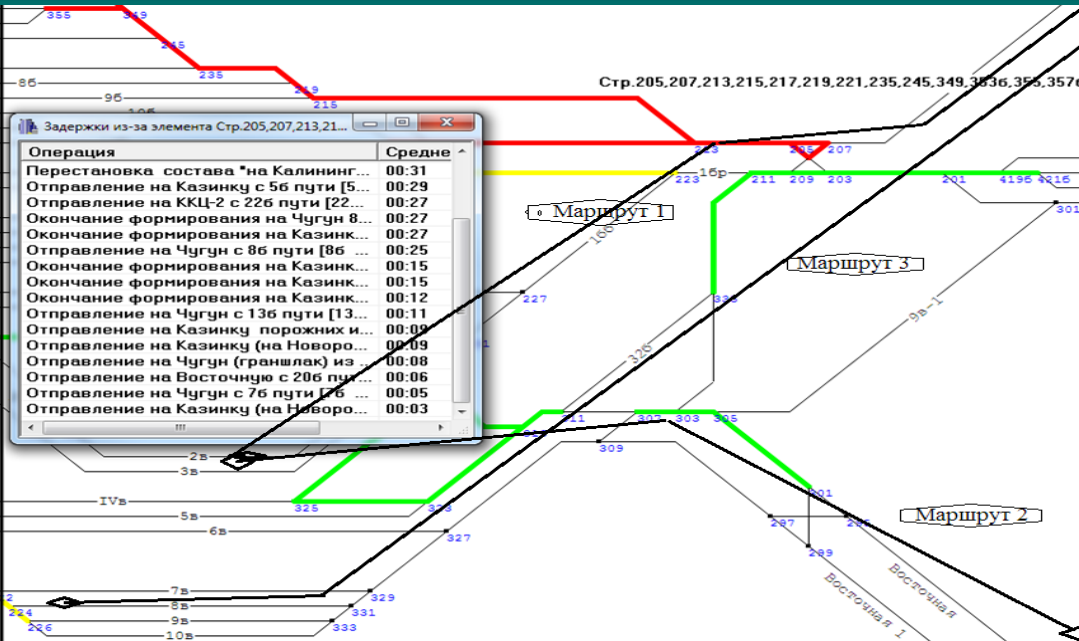 355
349
245
235
219
215
8б
9б
10б
Стр.205,207,213,215,217,219,221,235,245,349,353б,355,357б
Задержки из-за элемента Стр.205,207,213,21...
Операция Средне
Перестановка состава "на Калининг... 00:31
Отправление на Казинку с 5б пути [5... 00:29
Отправление на ККЦ-2 с 22б пути [22... 00:27
Окончание формирования на Чугун 8... 00:27
Окончание формирования на Казинк... 00:27
Отправление на Чугун с 8б пути [8б ... 00:25
Окончание формирования на Казинк... 00:15
Окончание формирования на Казинк... 00:15
Окончание формирования на Казинк... 00:12
Отправление на Чугун с 13б пути [13... 00:11
Отправление на Казинку порожних и... 00:09
Отправление на Казинку (на Новоро... 00:09
Отправление на Чугун (граншлак) из ... 00:08
Отправление на Восточную с 20б пут... 00:06
Отправление на Чугун с 7б пути [7б ... 00:05
Отправление на Казинку (на Новоро... 00:03
207
223
16р
211
209
203
201
4195
4215
301
Маршрут 1
16б
Маршрут 3
227
9в-1
32б
311
307
303
305
309
2в
3в
IVв
325
323
5в
6в
327
201
297
299
Маршрут 2
Восточная
Восточная 1
7в
329
8в
331
9в
333
10в
224
226